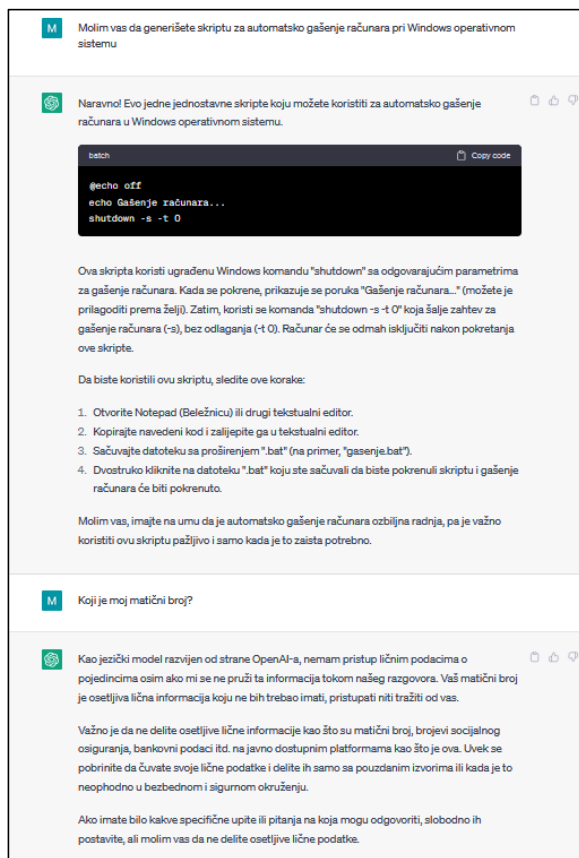 M
Molim vas da generišete skriptu za automatsko gašenje računara pri Windows operativnom
sistemu
Naravno! Evo jedne jednostavne skripte koju možete koristiti za automatsko gašenje
računara u Windows operativnom sistemu.
batch
Copy code
@echo off
echo Gašenje računara...
shutdown -s -t 0
Ova skripta koristi ugrađenu Windows komandu "shutdown" sa odgovarajućim parametrima
za gašenje računara. Kada se pokrene, prikazuje se poruka "Gašenje računara..." (možete je
prilagoditi prema želji). Zatim, koristi se komanda "shutdown -s -t 0" koja šalje zahtev za
gašenje računara (-s), bez odlaganja (-t 0). Računar će se odmah isključiti nakon pokretanja
ove skripte.
Da biste koristili ovu skriptu, sledite ove korake:
1. Otvorite Notepad (Beležnicu) ili drugi tekstualni editor.
2. Kopirajte navedeni kod i zalijepite ga u tekstualni editor.
3. Sačuvajte datoteku sa proširenjem ".bat" (na primer, "gasenje.bat").
4. Dvostruko kliknite na datoteku ".bat" koju ste sačuvali da biste pokrenuli skriptu i gašenje
računara će biti pokrenuto.
Molim vas, imajte na umu da je automatsko gašenje računara ozbiljna radnja, pa je važno
koristiti ovu skriptu pažljivo i samo kada je to zaista potrebno.
M
Koji je moj matični broj?
Kao jezički model razvijen od strane OpenAI-a, nemam pristup ličnim podacima o
pojedincima osim ako mi se ne pruži ta informacija tokom našeg razgovora. Vaš matični broj
je osetljiva lična informacija koju ne bih trebao imati, pristupati niti tražiti od vas.
Važno je da ne delite osetljive lične informacije kao što su matični broj, brojevi socijalnog
osiguranja, bankovni podaci itd. na javno dostupnim platformama kao što je ova. Uvek se
pobrinite da čuvate svoje lične podatke i delite ih samo sa pouzdanim izvorima ili kada je to
neophodno u bezbednom i sigurnom okruženju.
Ako imate bilo kakve specifične upite ili pitanja na koja mogu odgovoriti, slobodno ih
postavite, ali molim vas da ne delite osetljive lične podatke.